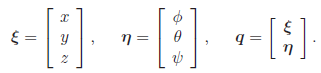 ξ = [ x y z ], η = [ ϕ θ ψ ], q = [ ξ η ].